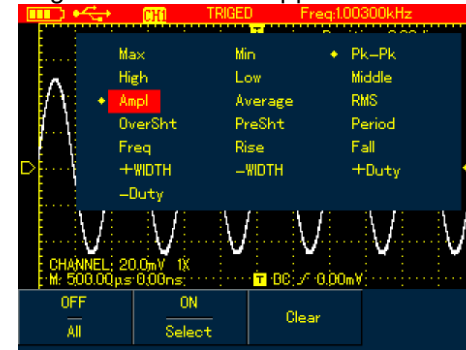 CH1 TRIGED Freq:1.00300kHz
Max Min Pk-Pk
High Low Middle
Ampl Average RMS
OverSht PreSht Period
Freq Rise Fall
+WIDTH -WIDTH +Duty
-Duty
CHANNEL: 20.0mV 1X
M: 500.00μs 0.00ns T DC: 0.00mV
OFF ON Clear
All Select